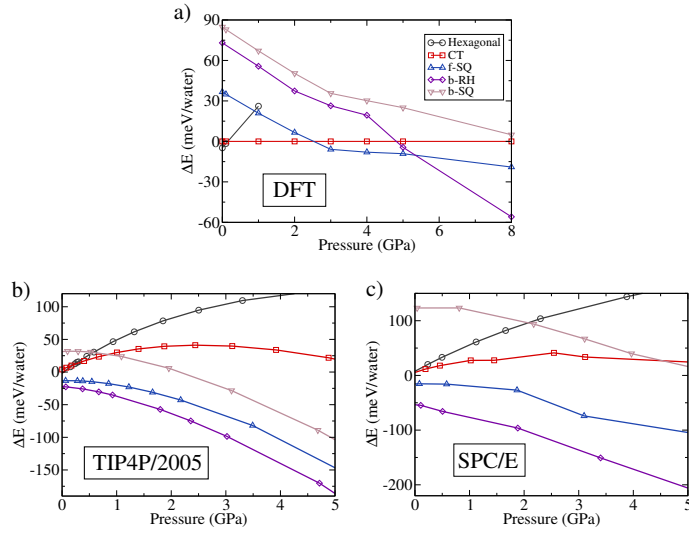 a)
90
60
30
0
-30
-60
ΔE (meV/water)
Hexagonal
CT
f-SQ
b-RH
b-SQ
DFT
0 2 4 6 8
Pressure (GPa)
b)
100
50
0
-50
-100
-150
ΔE (meV/water)
TIP4P/2005
0 1 2 3 4 5
Pressure (GPa)
c)
100
0
-100
-200
ΔE (meV/water)
SPC/E
0 1 2 3 4 5
Pressure (GPa)